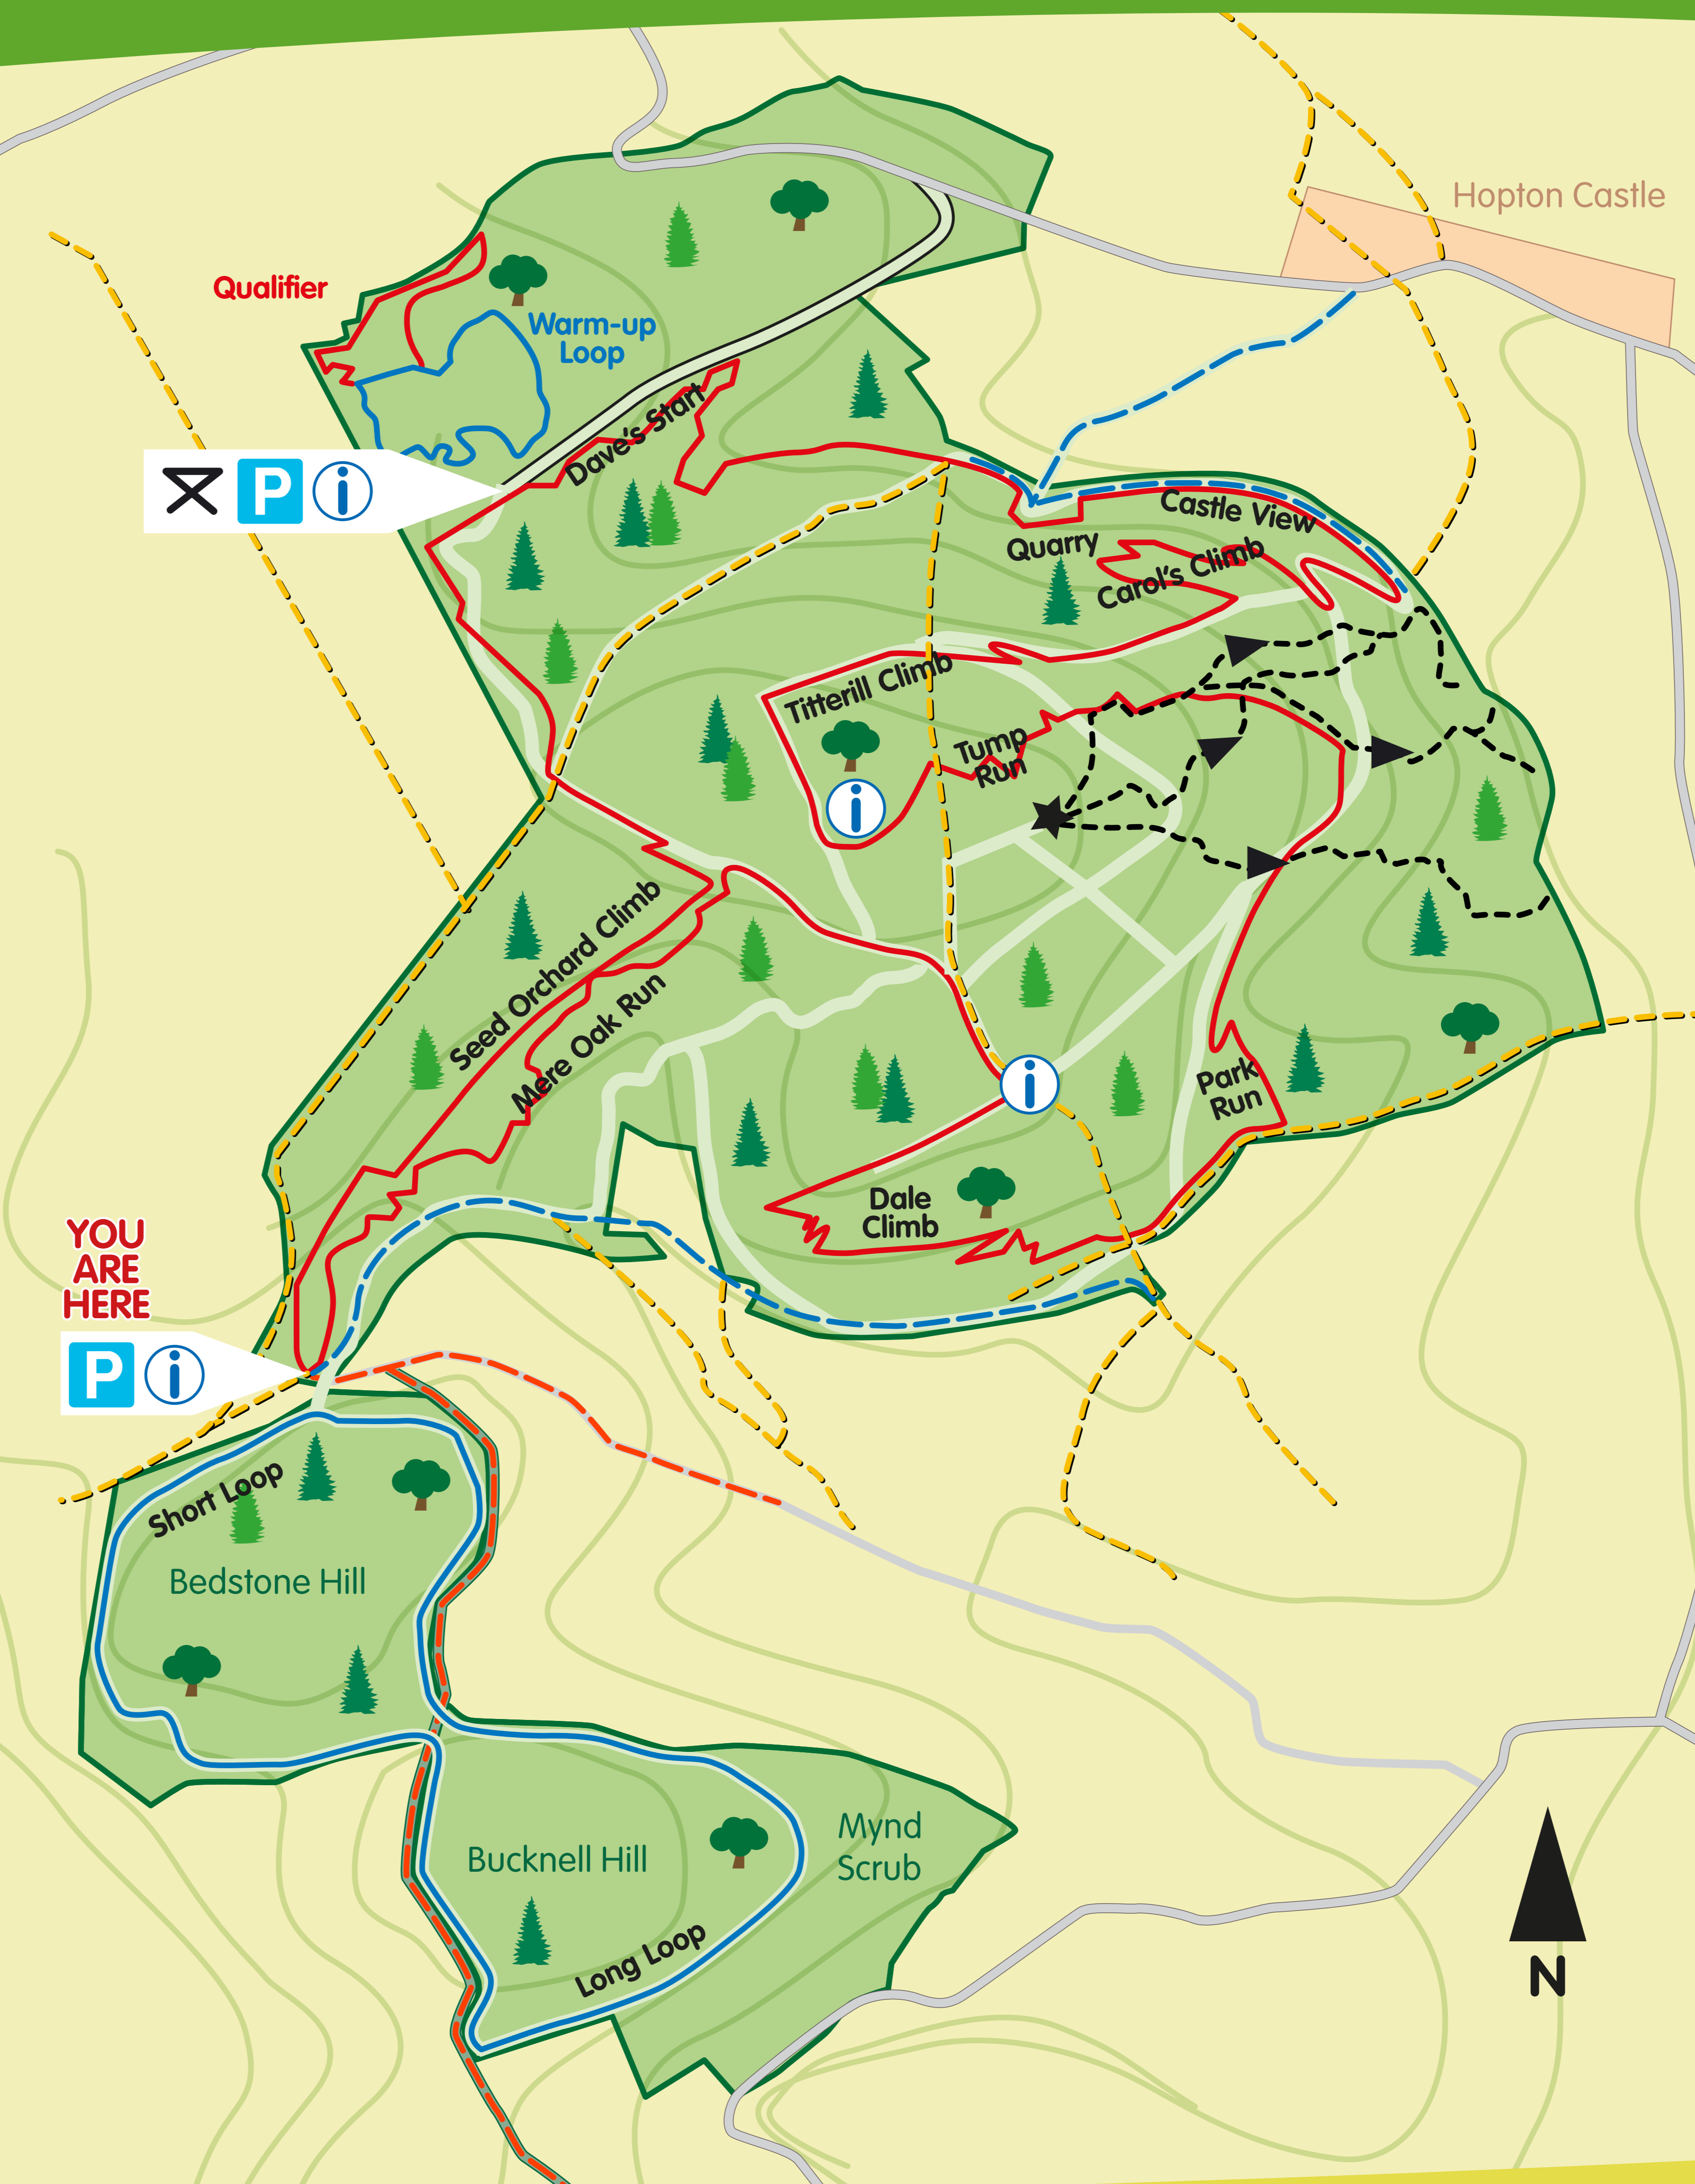 Hopton Castle
Qualifier
Warm-up
Loop
Dave's Start
P i
Castle View
Quarry
Carol's Climb
Titterill Climb
Tump
Run
i
Seed Orchard Climb
Mere Oak Run
i
Park
Run
Dale
Climb
YOU
ARE
HERE
P i
Short Loop
Bedstone Hill
Mynd
Scrub
Bucknell Hill
Long Loop
N